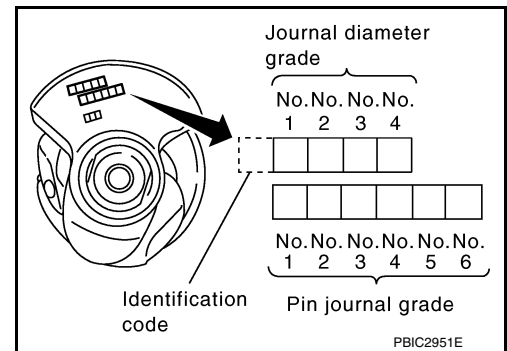 Journal diameter
grade
No. No. No. No.
1 2 3 4
No. No. No. No. No. No.
1 2 3 4 5 6
Identification
code
Pin journal grade
PBIC2951E